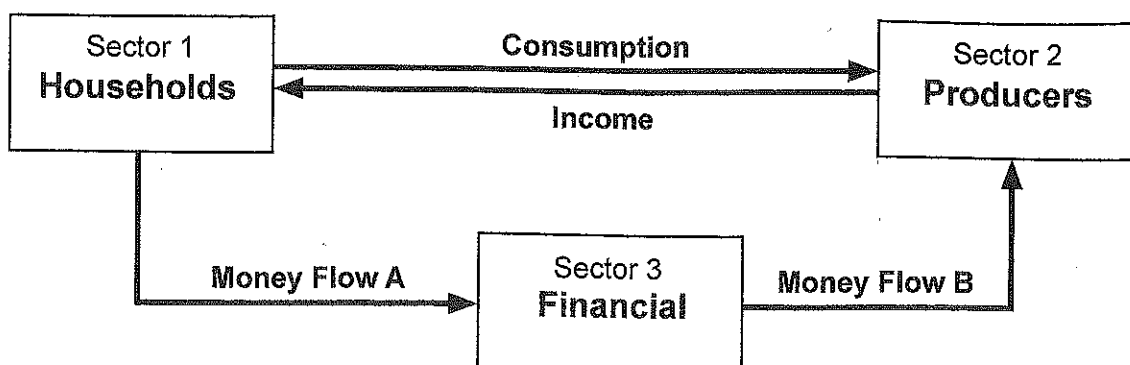 Sector 1
Households
Consumption
Income
Sector 2
Producers
Money Flow A
Sector 3
Financial
Money Flow B